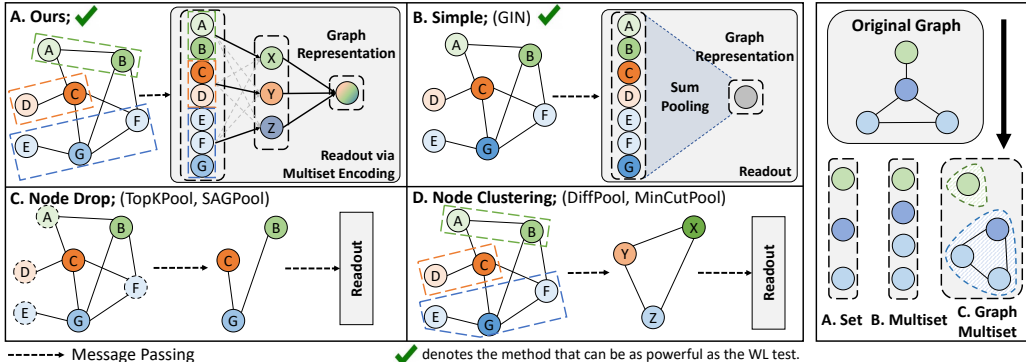 A. Ours;
A
B
C
D
E
F
G
A
B
C
D
E
F
G
X
Y
Z
Graph
Representation
Readout via
Multiset Encoding
B. Simple; (GIN)
A
B
C
D
E
F
G
A
B
C
D
E
F
G
Sum
Pooling
Graph
Representation
Readout
C. Node Drop; (TopKPool, SAGPool)
A
B
C
D
E
F
G
B
C
G
Readout
D. Node Clustering; (DiffPool, MinCutPool)
A
B
C
D
E
F
G
X
Y
Z
Readout
Message Passing
denotes the method that can be as powerful as the WL test.
Original Graph
A. Set
B. Multiset
C. Graph
Multiset